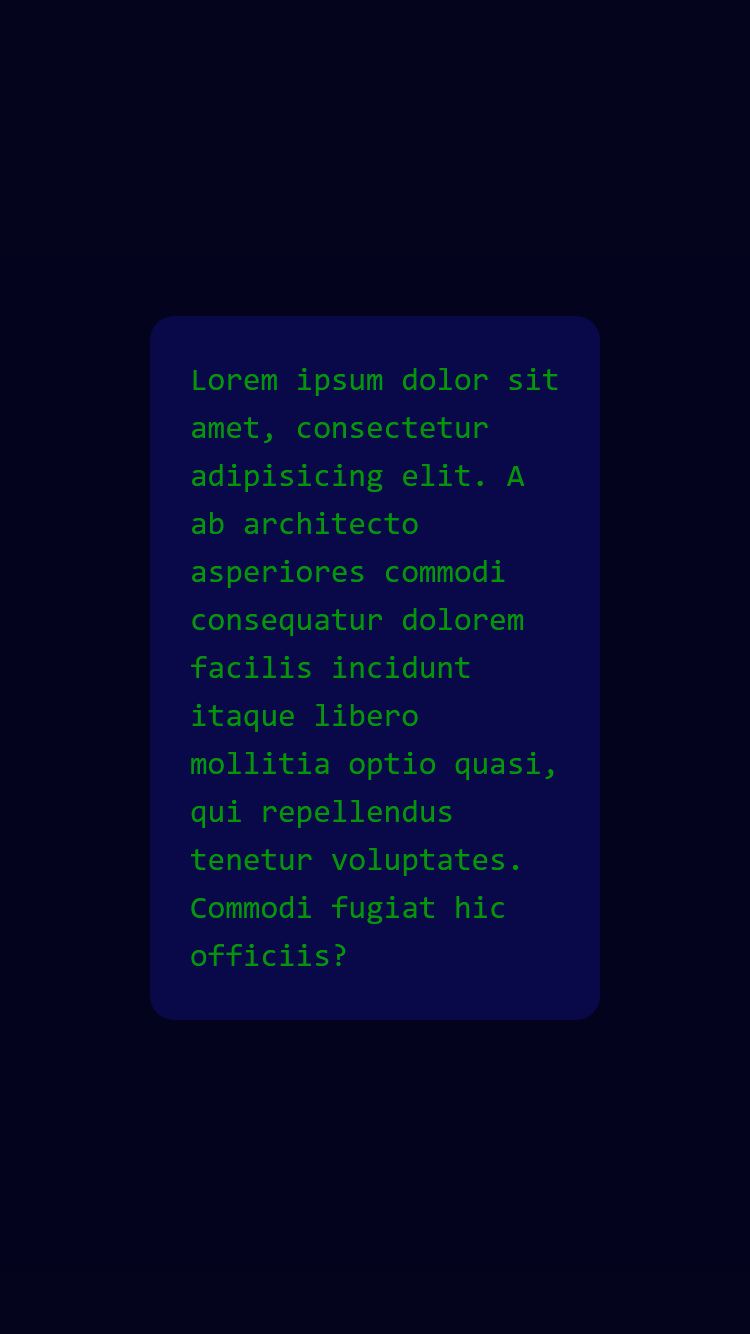 Lorem ipsum dolor sit
amet, consectetur
adipisicing elit. A
ab architecto
asperiores commodi
consequatur dolorem
facilis incidunt
itaque libero
mollitia optio quasi,
qui repellendus
tenetur voluptates.
Commodi fugiat hic
officiis?